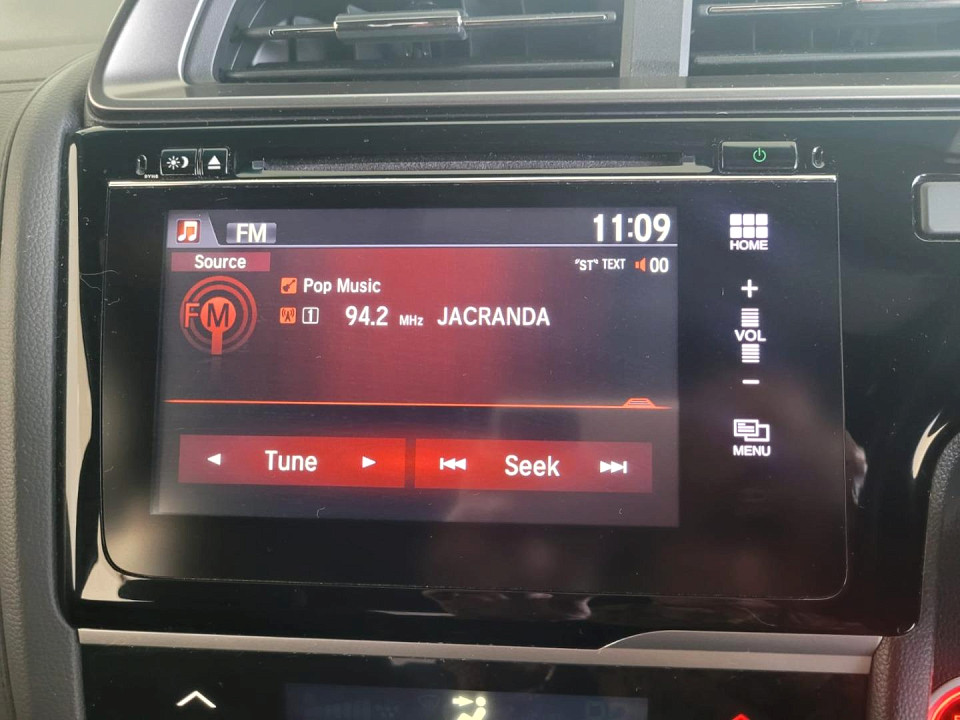 FM 11:09
Source "ST" TEXT 00
FM
Pop Music
1 94.2 MHz JACRANDA
Tune Seek
HOME
+
VOL
−
MENU